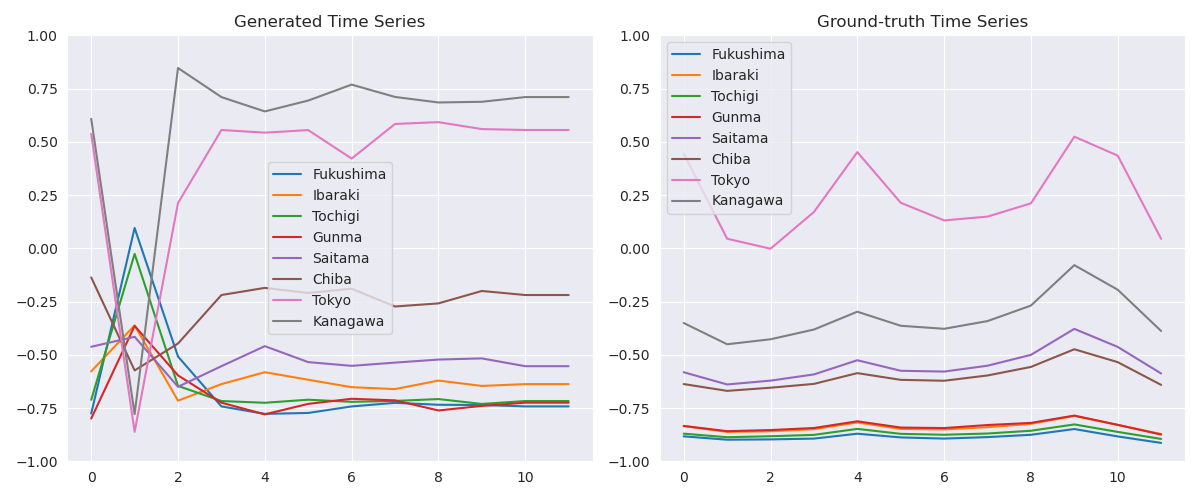 Generated Time Series
1.00
0.75
0.50
0.25
0.00
−0.25
−0.50
−0.75
−1.00
0 2 4 6 8 10
Fukushima
Ibaraki
Tochigi
Gunma
Saitama
Chiba
Tokyo
Kanagawa
Ground-truth Time Series
1.00
0.75
0.50
0.25
0.00
−0.25
−0.50
−0.75
−1.00
0 2 4 6 8 10
Fukushima
Ibaraki
Tochigi
Gunma
Saitama
Chiba
Tokyo
Kanagawa